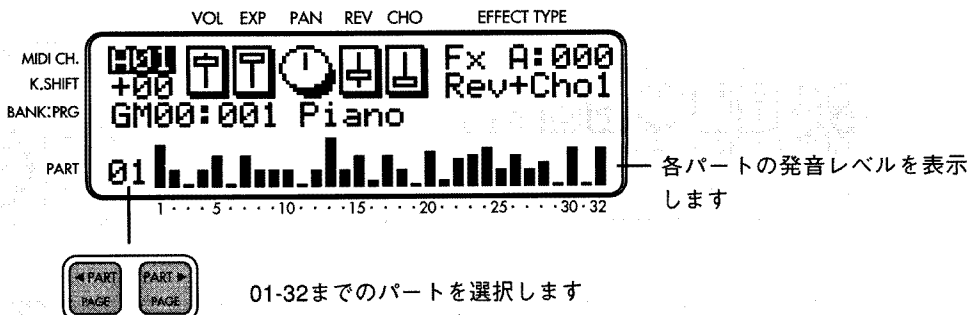 VOL EXP PAN REV CHO EFFECT TYPE
MIDI CH. A01 Fx A:000
K.SHIFT +00 Rev+Cho1
BANK:PRG GM00:001 Piano
PART 01
各パートの発音レベルを表示
します
1 · · · 5 · · · · 10 · · · · 15 · · · · 20 · · · · 25 · · · · 30 · 32
◄ PART PART ►
PAGE PAGE
01-32までのパートを選択します